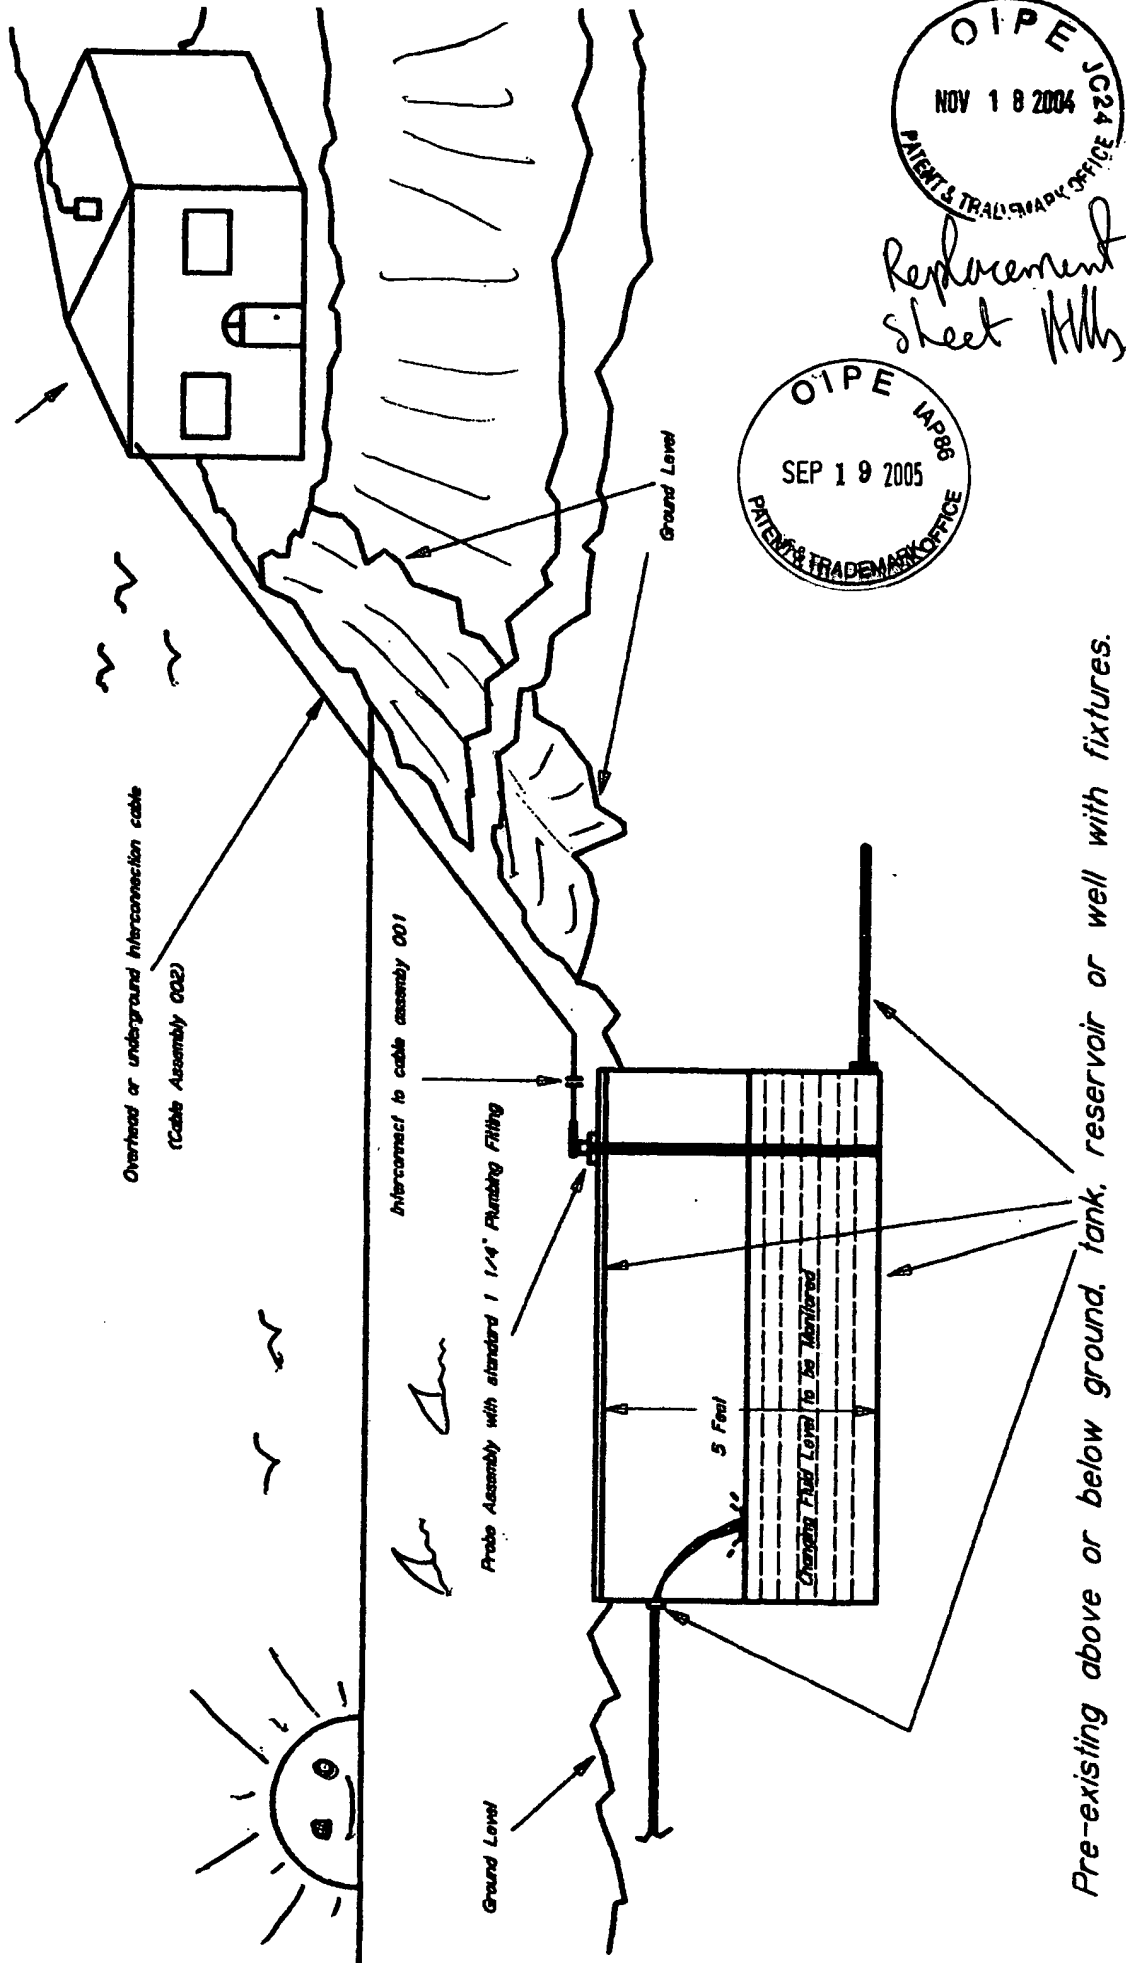 Overhead or underground Interconnection cable
(Cable Assembly 002)
Interconnect to cable assemby 001
Probe Assembly with standard 1 1/4" Plumbing Fitting
Ground Level
Ground Level
5 Feet
Changing Fluid Level to be Monitored
Pre-existing above or below ground, tank, reservoir or well with fixtures.
OIPE JC24
NOV 18 2004
PATENT & TRADEMARK OFFICE
Replacement
Sheet
OIPE IAP86
SEP 19 2005
PATENT & TRADEMARK OFFICE